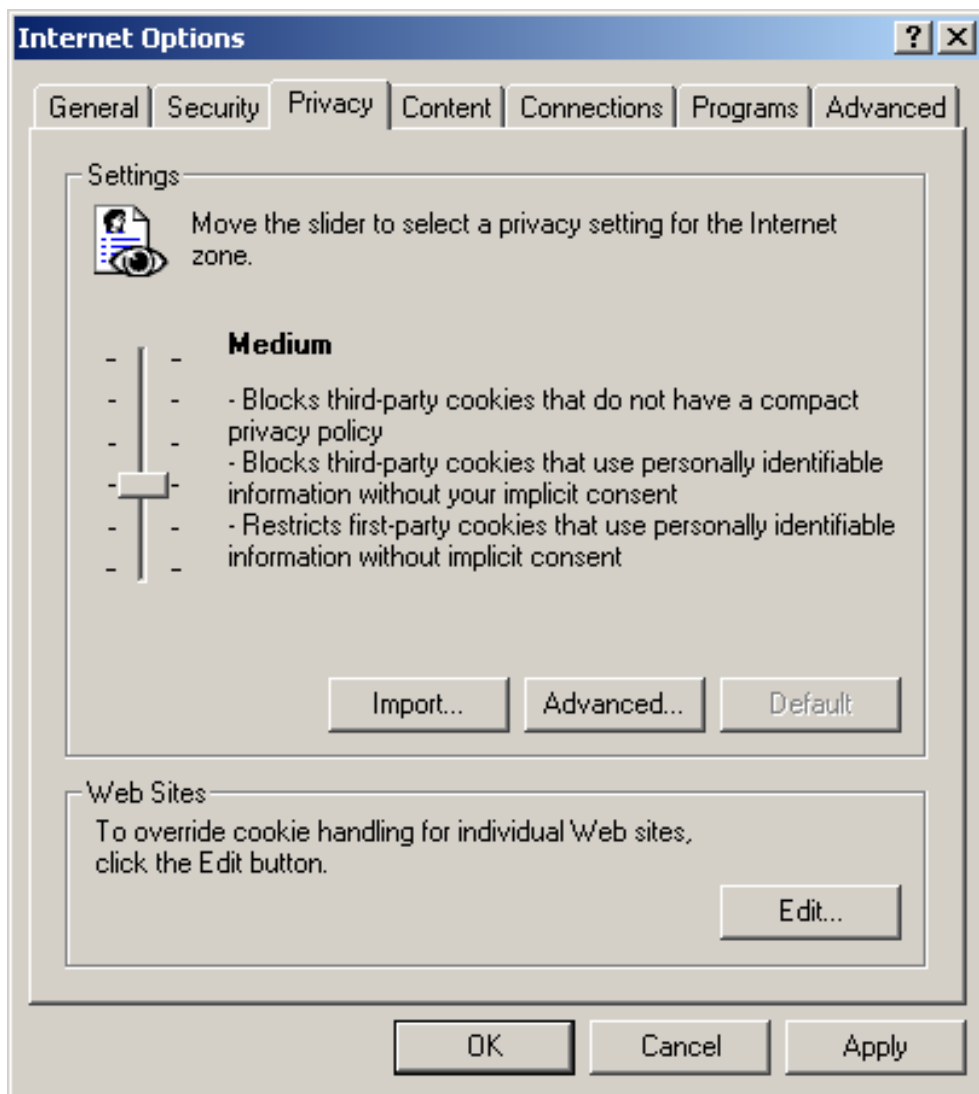 Internet Options
General Security Privacy Content Connections Programs Advanced
Settings
Move the slider to select a privacy setting for the Internet
zone.
Medium
- Blocks third-party cookies that do not have a compact
privacy policy
- Blocks third-party cookies that use personally identifiable
information without your implicit consent
- Restricts first-party cookies that use personally identifiable
information without implicit consent
Import... Advanced... Default
Web Sites
To override cookie handling for individual Web sites,
click the Edit button.
Edit...
OK Cancel Apply